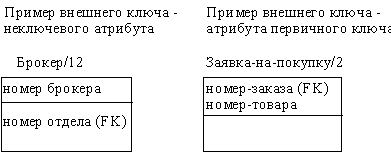 Пример внешнего ключа -
неключевого атрибута
Брокер/12
номер брокера
номер отдела (FK)
Пример внешнего ключа -
атрибута первичного ключа
Заявка-на-покупку/2
номер-заказа (FK)
номер-товара